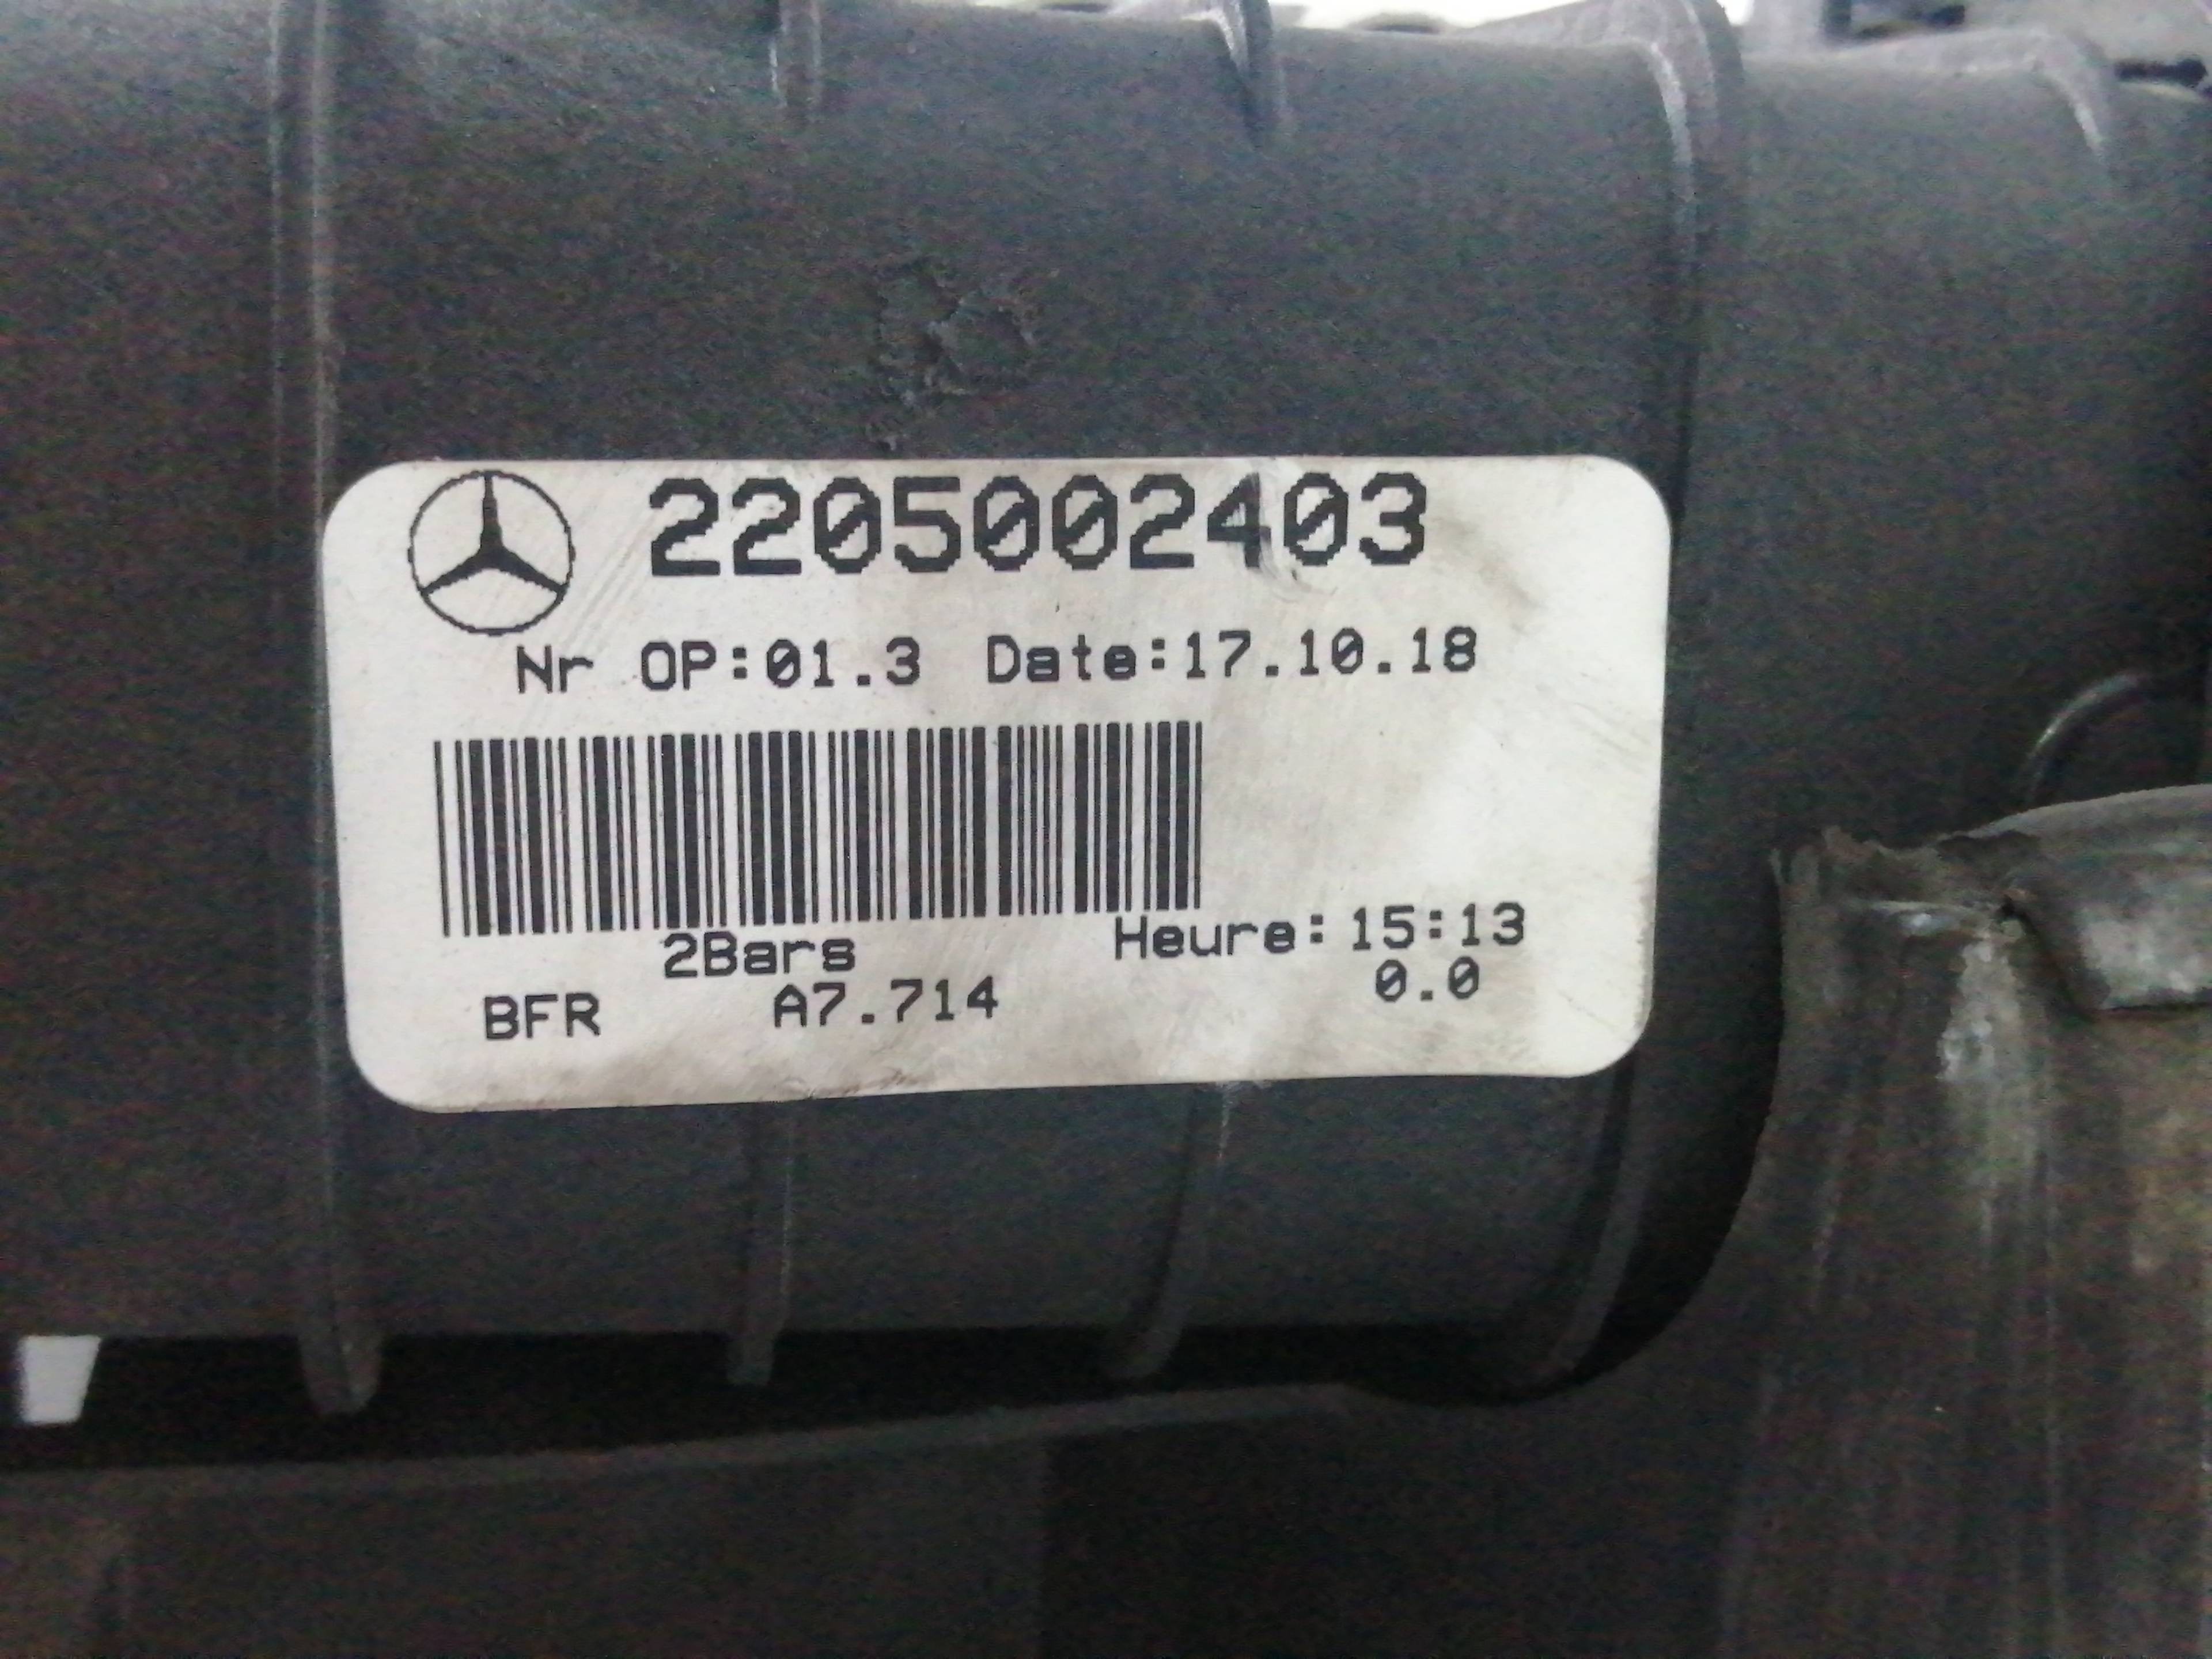 2205002403
Nr OP:01.3 Date:17.10.18
2Bars Heure:15:13
BFR A7.714 0.0